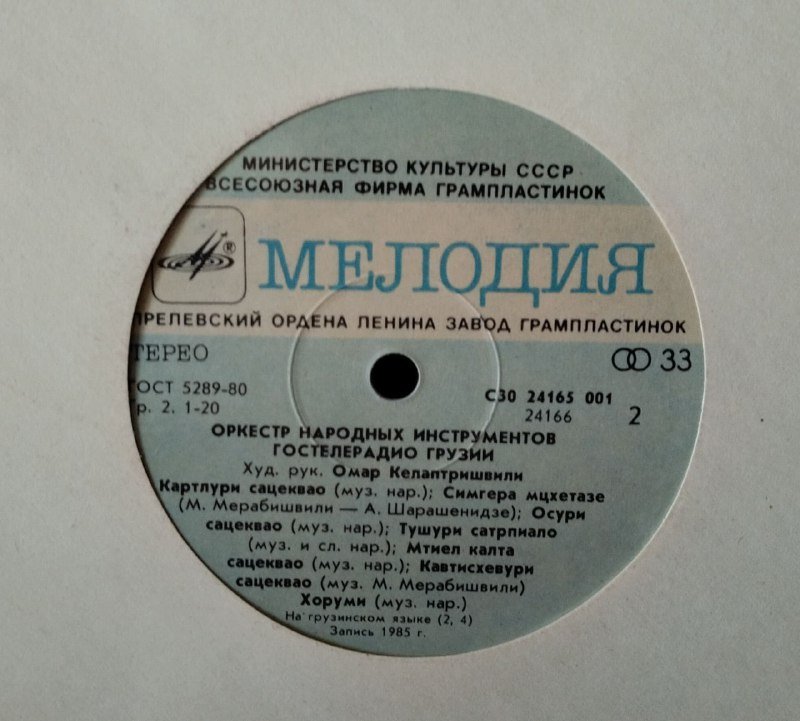 МИНИСТЕРСТВО КУЛЬТУРЫ СССР
ВСЕСОЮЗНАЯ ФИРМА ГРАМПЛАСТИНОК
®
МЕЛОДИЯ
ПРЕЛЕВСКИЙ ОРДЕНА ЛЕНИНА ЗАВОД ГРАМПЛАСТИНОК
ТЕРЕО
33
ГОСТ 5289-80
Гр. 2. 1-20
С30 24165 001
24166
2
ОРКЕСТР НАРОДНЫХ ИНСТРУМЕНТОВ
ГОСТЕЛЕРАДИО ГРУЗИИ
Худ. рук. Омар Келаптришвили
Картлури сацеквао (муз. нар.); Симгера мцхетазе
(М. Мерабишвили — А. Шарашенидзе); Осури
сацеквао (муз. нар.); Тушури сатрпиало
(муз. и сл. нар.); Мтиел калта
сацеквао (муз. нар.); Кавтисхевури
сацеквао (муз. М. Мерабишвили)
Хоруми (муз. нар.)
На грузинском языке (2, 4)
Запись 1985 г.